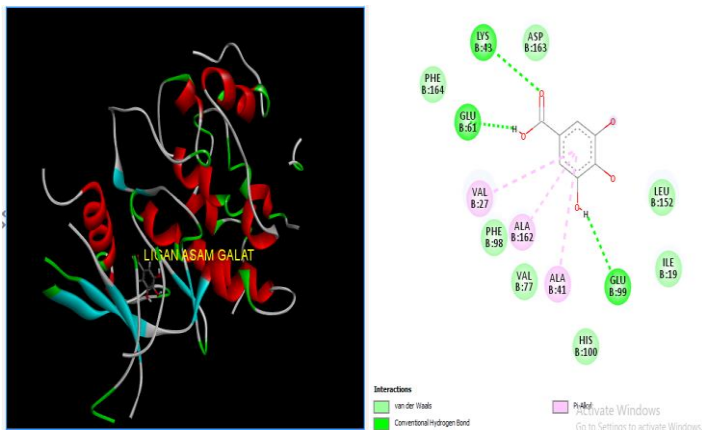 LIGAN ASAM GALAT
LYS
B:43
ASP
B:163
PHE
B:164
GLU
B:61
O
H
O
O
O
O
H
VAL
B:27
ALA
B:162
PHE
B:98
VAL
B:77
ALA
B:41
GLU
B:99
LEU
B:152
ILE
B:19
HIS
B:100
Interactions
van der Waals
Conventional Hydrogen Bond
Pi-Alkyl
Activate Windows
Go to Settings to activate Windows